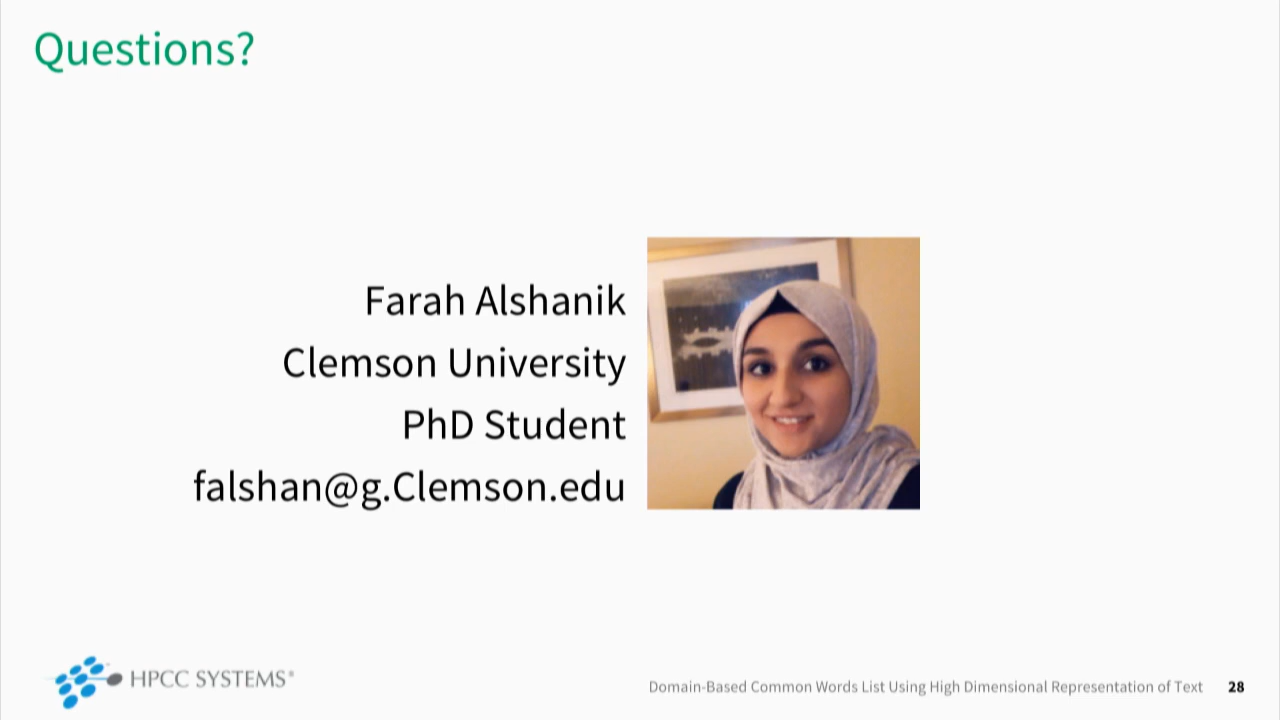 Questions?
Farah Alshanik
Clemson University
PhD Student
falshan@g.Clemson.edu
HPCC SYSTEMS®
Domain-Based Common Words List Using High Dimensional Representation of Text 28